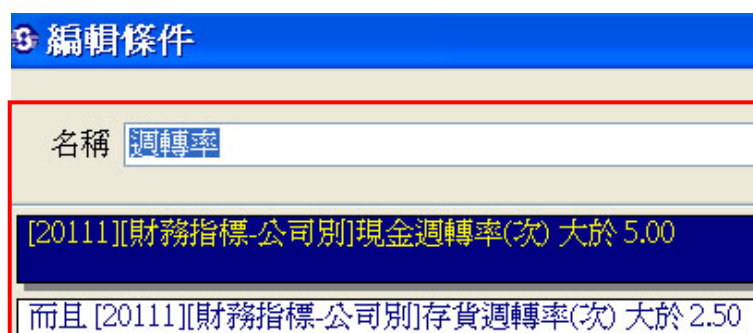 編輯條件
名稱 週轉率
[20111][財務指標-公司別]現金週轉率(次) 大於 5.00
而且 [20111][財務指標-公司別]存貨週轉率(次) 大於 2.50